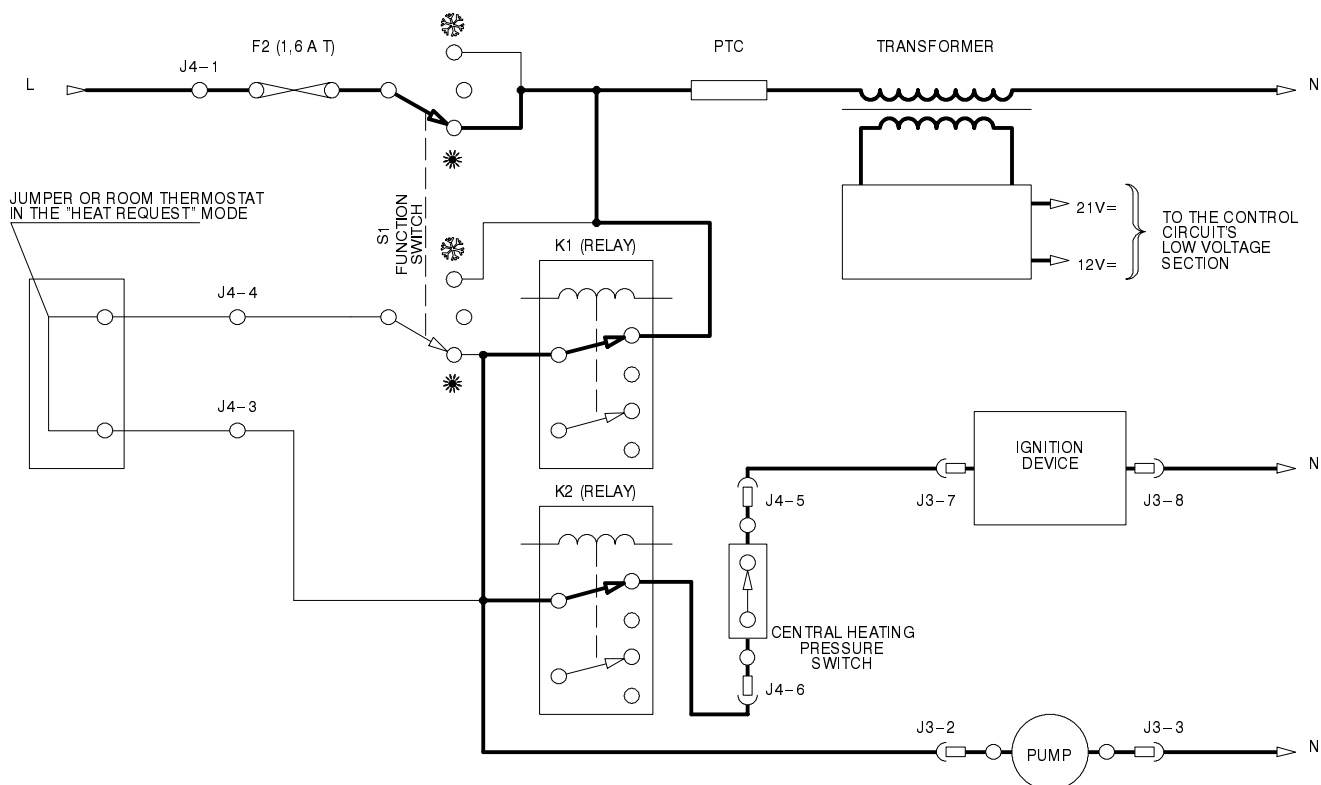 F2 (1,6 A T)
PTC
TRANSFORMER
J4-1
L
N
JUMPER OR ROOM THERMOSTAT
IN THE "HEAT REQUEST" MODE
S1
FUNCTION
SWITCH
K1 (RELAY)
21V=
12V=
TO THE CONTROL
CIRCUIT'S
LOW VOLTAGE
SECTION
J4-4
J4-3
IGNITION
DEVICE
N
K2 (RELAY)
J4-5
J3-7
J3-8
CENTRAL HEATING
PRESSURE
SWITCH
J4-6
J3-2
J3-3
PUMP
N